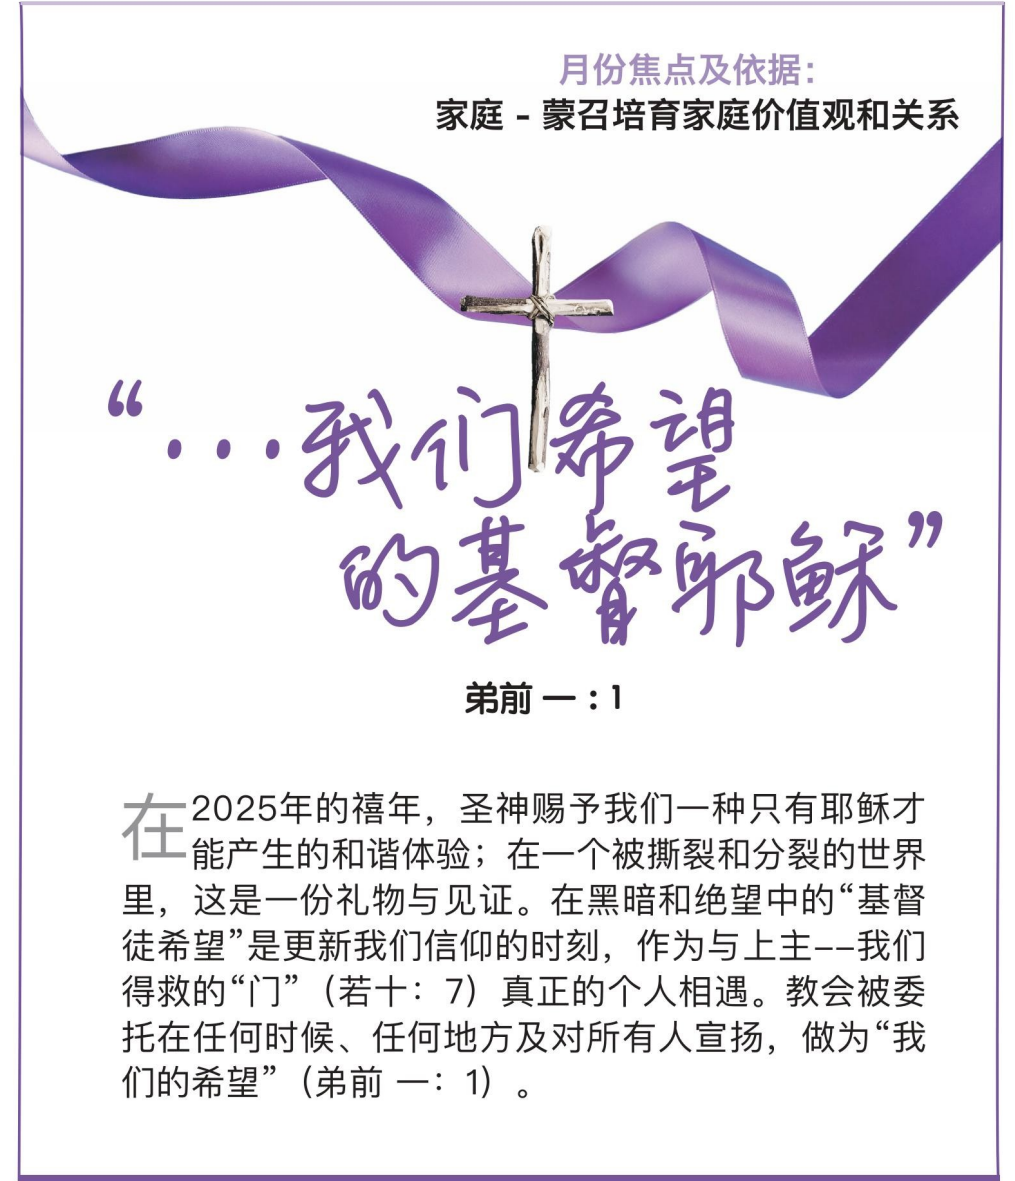 月份焦点及依据：
家庭 - 蒙召培育家庭价值观和关系
“...我们希望
的基督耶稣”
弟前 一 : 1
在2025年的禧年，圣神赐予我们一种只有耶稣才
能产生的和谐体验；在一个被撕裂和分裂的世界
里，这是一份礼物与见证。在黑暗和绝望中的“基督
徒希望”是更新我们信仰的时刻，作为与上主--我们
得救的“门”（若十：7）真正的个人相遇。教会被委
托在任何时候、任何地方及对所有人宣扬，做为“我
们的希望”（弟前 一：1）。